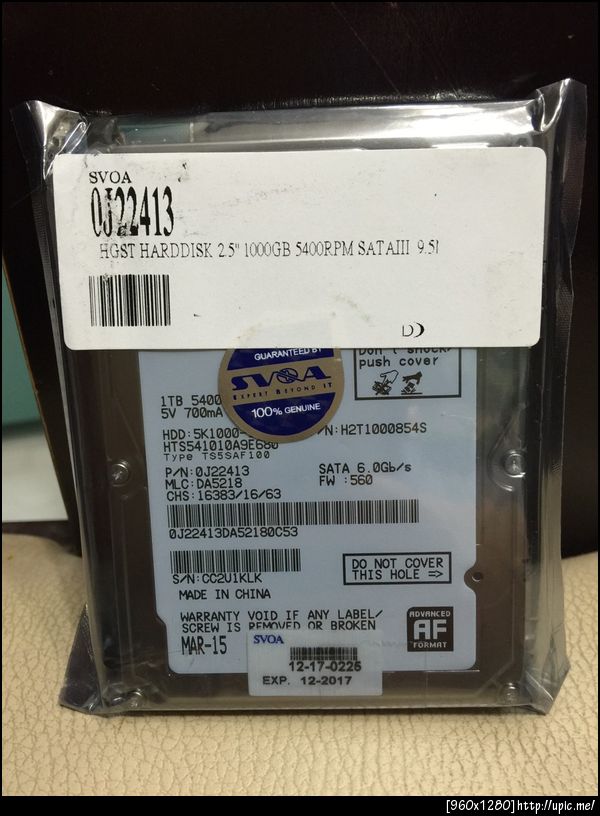 SVOA
0J22413
HGST HARDDISK 2.5" 1000GB 5400RPM SATAIII 9.5
GUARANTEED BY
SVOA
EXPERT BEYOND IT
100% GENUINE
Don't shock/
push cover
1TB 5400
5V 700mA
HDD: 5K1000-
/N: H2T1000854S
HTS541010A9E680
Type TS5SAF100
P/N: 0J22413
SATA 6.0Gb/s
MLC: DA5218
FW :560
CHS: 16383/16/63
0J22413DA52180C53
DO NOT COVER
THIS HOLE =>
S/N: CC2U1KLK
MADE IN CHINA
WARRANTY VOID IF ANY LABEL/
SCREW IS REMOVED OR BROKEN
MAR-15
ADVANCED
AF
FORMAT
SVOA
12-17-0225
EXP. 12-2017
[960x1280]http://upic.me/